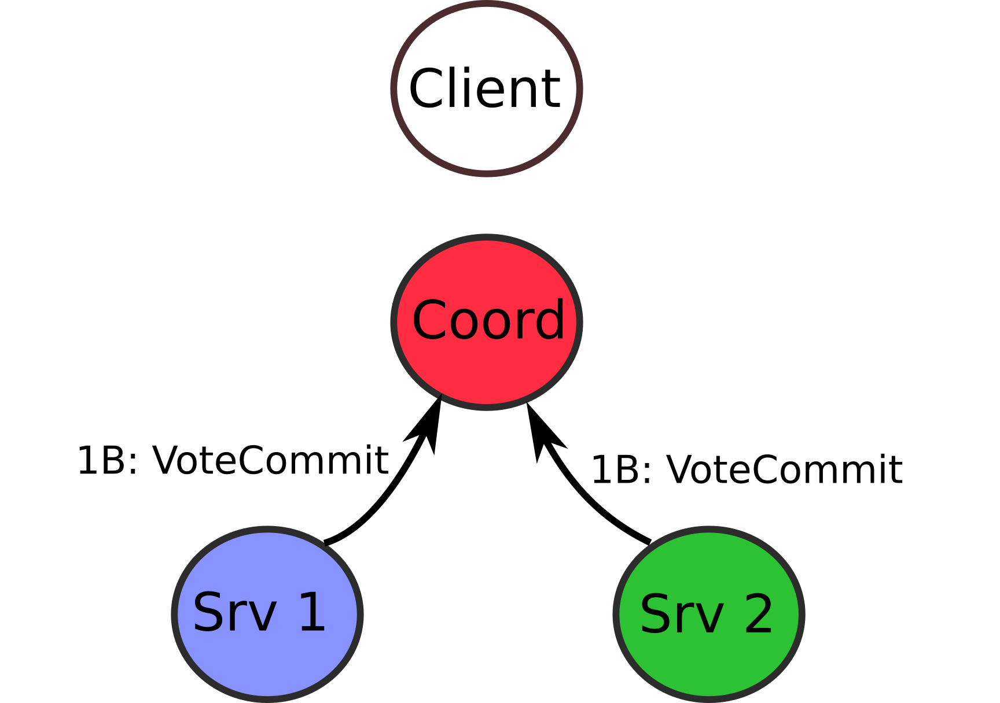 Client
Coord
1B: VoteCommit
1B: VoteCommit
Srv 1
Srv 2